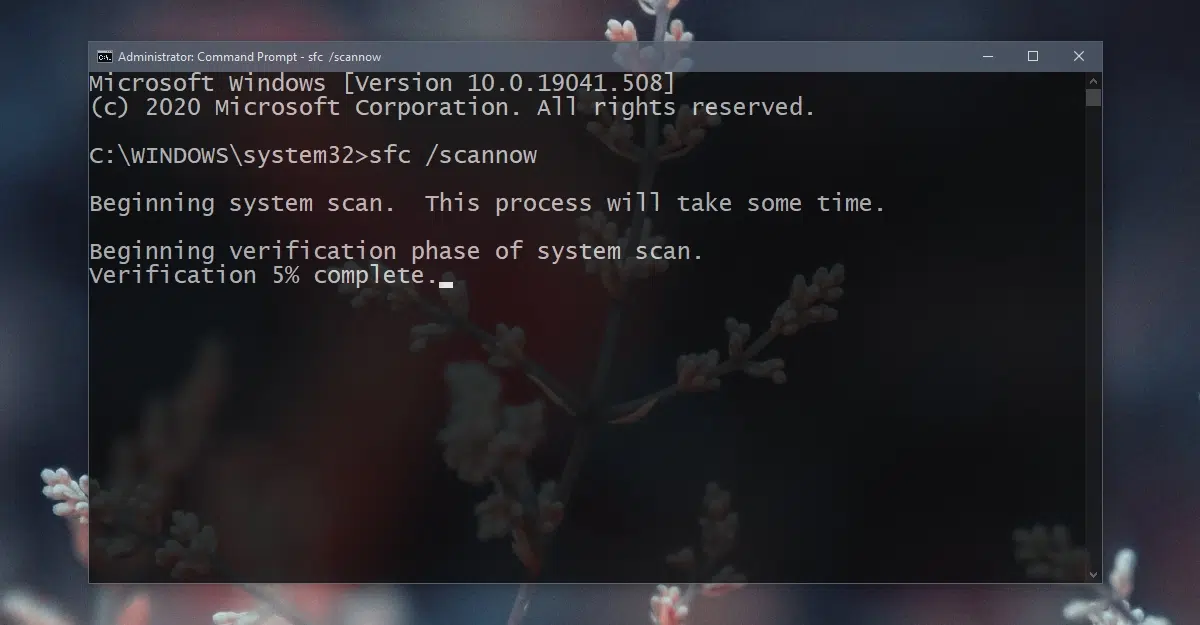 Administrator: Command Prompt - sfc  /scannow
Microsoft Windows [Version 10.0.19041.508]
(c) 2020 Microsoft Corporation. All rights reserved.
C:\WINDOWS\system32>sfc /scannow
Beginning system scan.  This process will take some time.
Beginning verification phase of system scan.
Verification 5% complete.